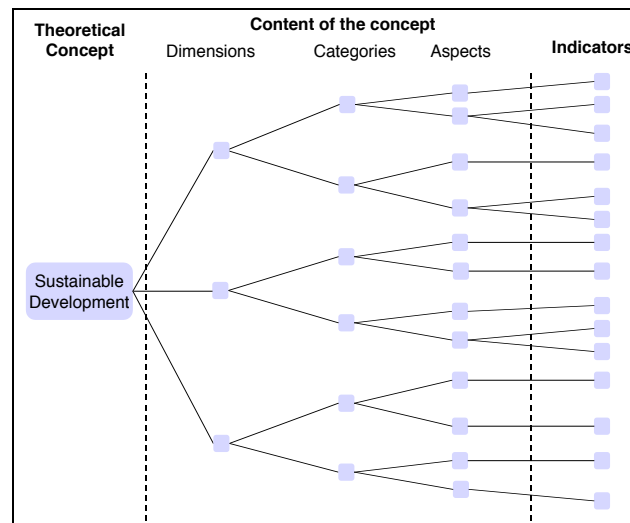 Theoretical
Concept
Content of the concept
Dimensions
Categories
Aspects
Indicators
Sustainable
Development